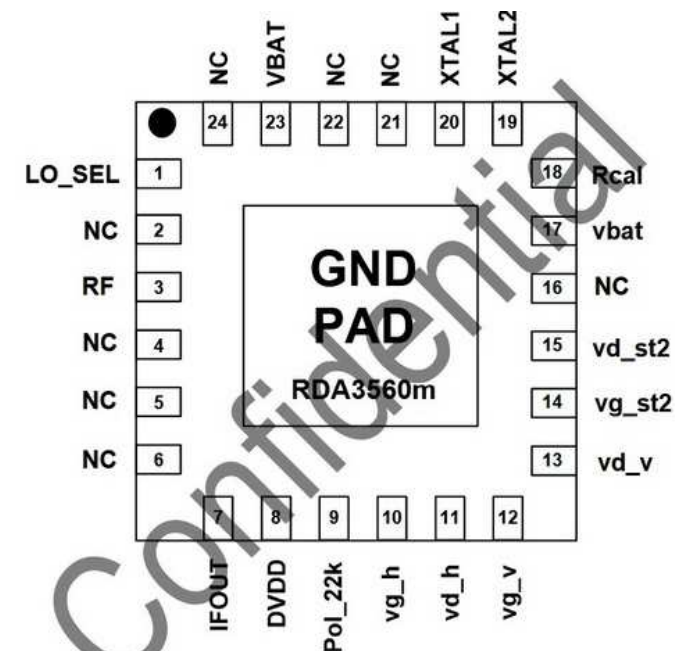 NC
VBAT
NC
NC
XTAL1
XTAL2
24 23 22 21 20 19
LO_SEL 1
NC 2
RF 3
NC 4
NC 5
NC 6
18 Rcal
17 vbat
16 NC
15 vd_st2
14 vg_st2
13 vd_v
GND
PAD
RDA3560m
7 8 9 10 11 12
IFOUT
DVDD
Pol_22k
vg_h
vd_h
vg_v
Confidential